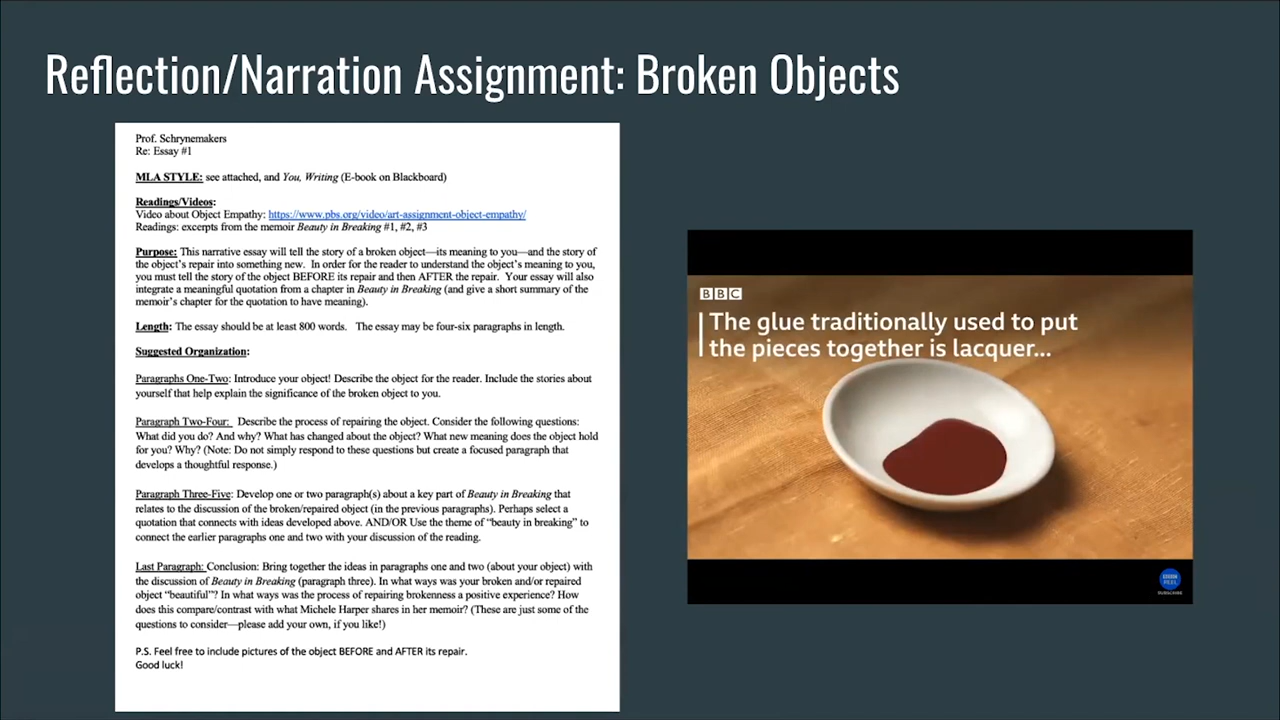 Reflection/Narration Assignment: Broken Objects
Prof. Schrynemakers
Re: Essay #1
MLA STYLE: see attached, and You, Writing (E-book on Blackboard)
Readings/Videos:
Video about Object Empathy: https://www.pbs.org/video/art-assignment-object-empathy/
Readings: excerpts from the memoir Beauty in Breaking #1, #2, #3
Purpose: This narrative essay will tell the story of a broken object—its meaning to you—and the story of
the object's repair into something new. In order for the reader to understand the object's meaning to you,
you must tell the story of the object BEFORE its repair and then AFTER the repair. Your essay will also
integrate a meaningful quotation from a chapter in Beauty in Breaking (and give a short summary of the
memoir's chapter for the quotation to have meaning).
Length: The essay should be at least 800 words. The essay may be four-six paragraphs in length.
Suggested Organization:
Paragraphs One-Two: Introduce your object! Describe the object for the reader. Include the stories about
yourself that help explain the significance of the broken object to you.
Paragraph Two-Four: Describe the process of repairing the object. Consider the following questions:
What did you do? And why? What has changed about the object? What new meaning does the object hold
for you? Why? (Note: Do not simply respond to these questions but create a focused paragraph that
develops a thoughtful response.)
Paragraph Three-Five: Develop one or two paragraph(s) about a key part of Beauty in Breaking that
relates to the discussion of the broken/repaired object (in the previous paragraphs). Perhaps select a
quotation that connects with ideas developed above. AND/OR Use the theme of "beauty in breaking" to
connect the earlier paragraphs one and two with your discussion of the reading.
Last Paragraph: Conclusion: Bring together the ideas in paragraphs one and two (about your object) with
the discussion of Beauty in Breaking (paragraph three). In what ways was your broken and/or repaired
object "beautiful"? In what ways was the process of repairing brokenness a positive experience? How
does this compare/contrast with what Michele Harper shares in her memoir? (These are just some of the
questions to consider—please add your own, if you like!)
P.S. Feel free to include pictures of the object BEFORE and AFTER its repair.
Good luck!
BBC
The glue traditionally used to put
the pieces together is lacquer...
REEL
SUBSCRIBE